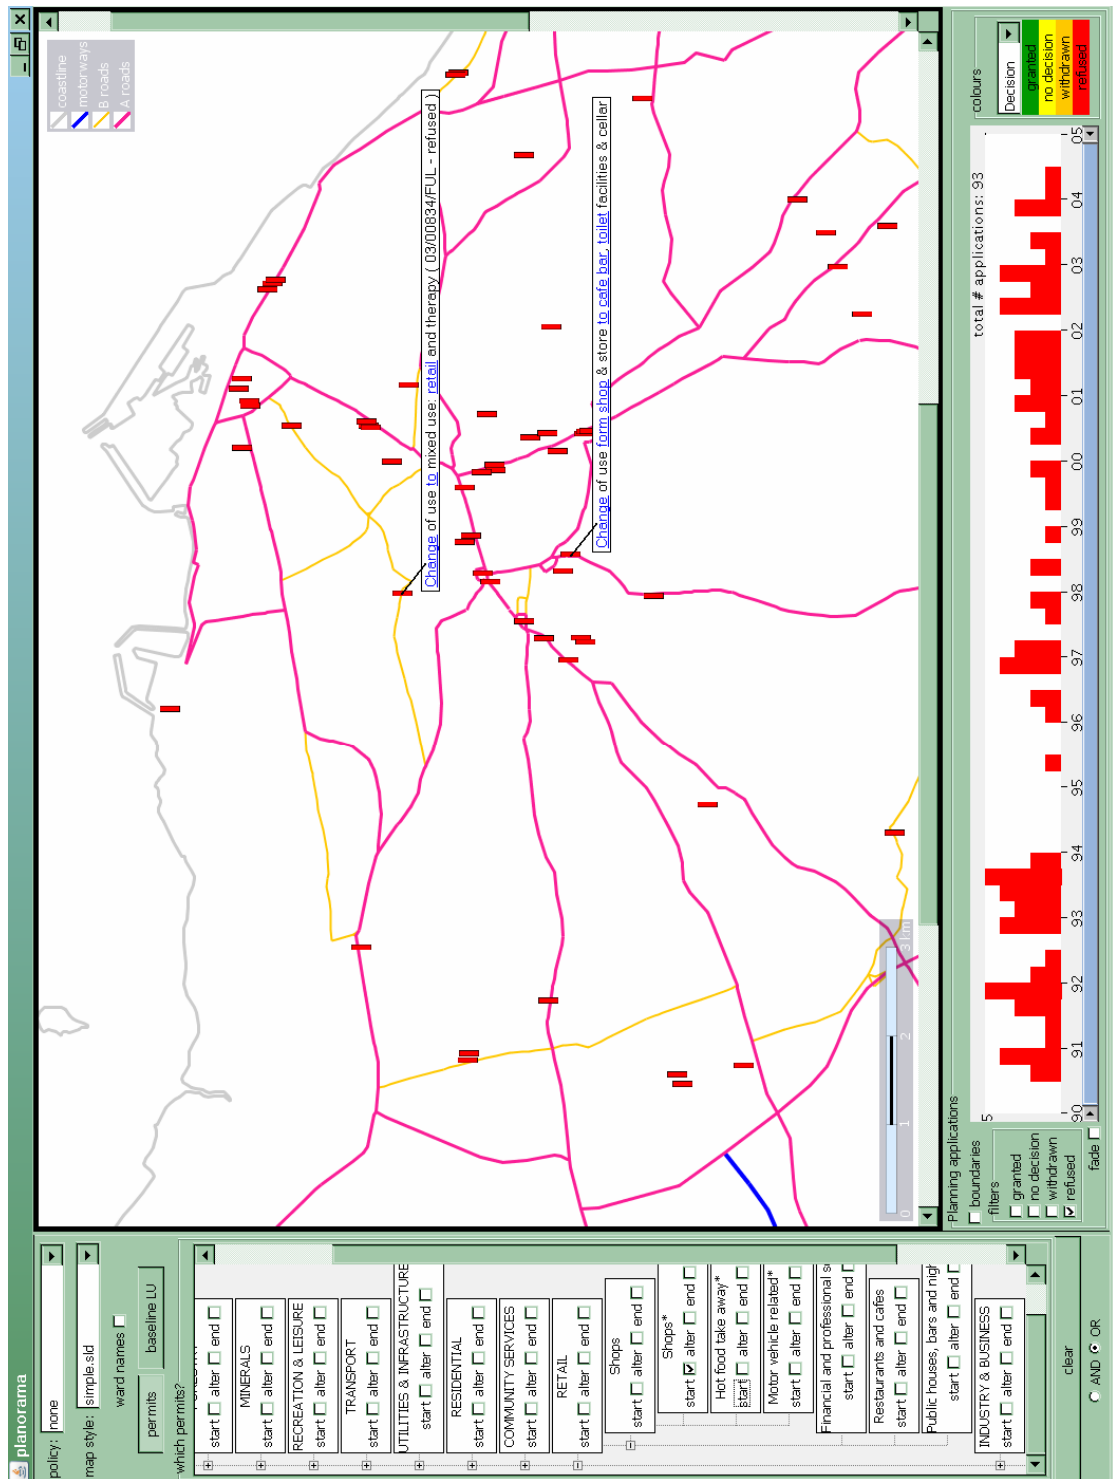 planorama
policy: none
map style: simple.sld
ward names
permits baseline LU
which permits?
start alter end
MINERALS
start alter end
RECREATION & LEISURE
start alter end
TRANSPORT
start alter end
UTILITIES & INFRASTRUCTURE
start alter end
RESIDENTIAL
start alter end
COMMUNITY SERVICES
start alter end
RETAIL
start alter end
Shops
start alter end
Shops*
start alter end
Hot food take away*
start alter end
Motor vehicle related*
start alter end
Financial and professional
start alter end
Restaurants and cafes
start alter end
Public houses, bars and
start alter end
INDUSTRY & BUSINESS
start alter end
clear
AND OR
coastline
motorways
B roads
A roads
Change of use to mixed use: retail and therapy ( 03/00834/FUL - refused )
Change of use form shop & store to cafe bar, toilet facilities & cellar
0 1 2 3 km
Planning applications
boundaries
filters
granted
no decision
withdrawn
refused
fade
total # applications: 93
5
90 91 92 93 94 95 96 97 98 99 00 01 02 03 04 05
colours
Decision
granted
no decision
withdrawn
refused